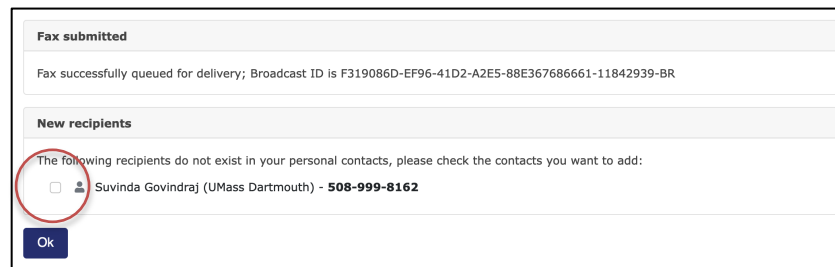 Fax submitted
Fax successfully queued for delivery; Broadcast ID is F319086D-EF96-41D2-A2E5-88E367686661-11842939-BR
New recipients
The following recipients do not exist in your personal contacts, please check the contacts you want to add:
Suvinda Govindraj (UMass Dartmouth) - 508-999-8162
Ok